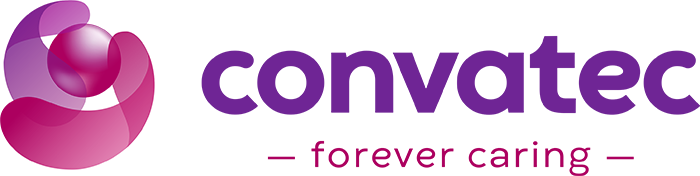 convatec
— forever caring —